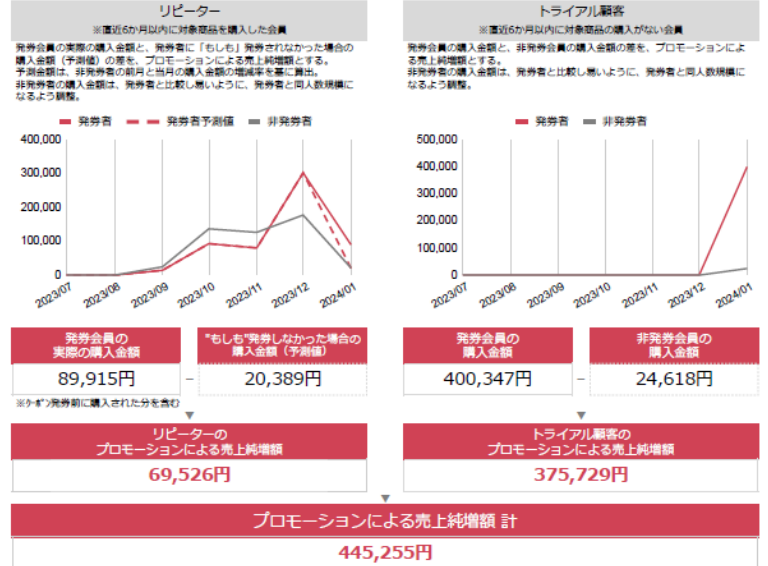 リピーター
※直近6か月以内に対象商品を購入した会員
発券会員の実際の購入金額と、発券者に「もしも」発券されなかった場合の
購入金額（予測値）の差を、プロモーションによる売上純増額とする。
予測金額は、非発券者の前月と当月の購入金額の増減率を基に算出。
非発券者の購入金額は、発券者と比較し易いように、発券者と同人数規模に
なるよう調整。
発券者 発券者予測値 非発券者
400,000
300,000
200,000
100,000
0
2023/07 2023/08 2023/09 2023/10 2023/11 2023/12 2024/01
発券会員の
実際の購入金額
"もしも"発券しなかった場合の
購入金額（予測値）
89,915円 － 20,389円
※クーポン発券前に購入された分を含む
▼
リピーターの
プロモーションによる売上純増額
69,526円
トライアル顧客
※直近6か月以内に対象商品の購入がない会員
発券会員の購入金額と、非発券会員の購入金額の差を、プロモーションによ
る売上純増額とする。
非発券者の購入金額は、発券者と比較し易いように、発券者と同人数規模に
なるよう調整。
発券者 非発券者
500,000
400,000
300,000
200,000
100,000
0
2023/07 2023/08 2023/09 2023/10 2023/11 2023/12 2024/01
発券会員の
購入金額
非発券会員の
購入金額
400,347円 － 24,618円
▼
トライアル顧客の
プロモーションによる売上純増額
375,729円
▼
プロモーションによる売上純増額 計
445,255円